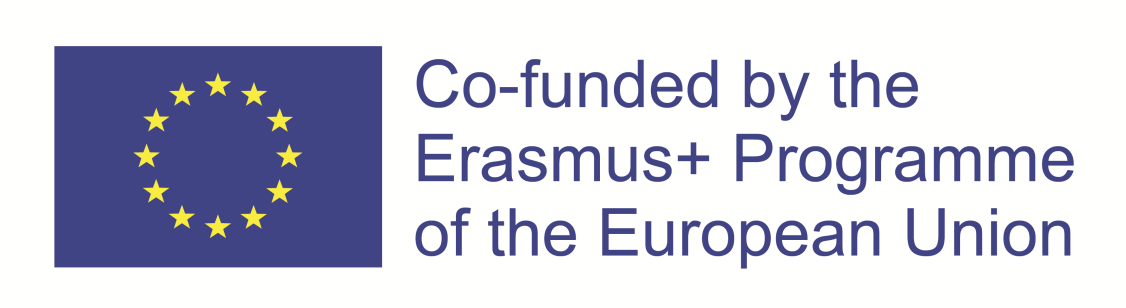 Co-funded by the
Erasmus+ Programme
of the European Union